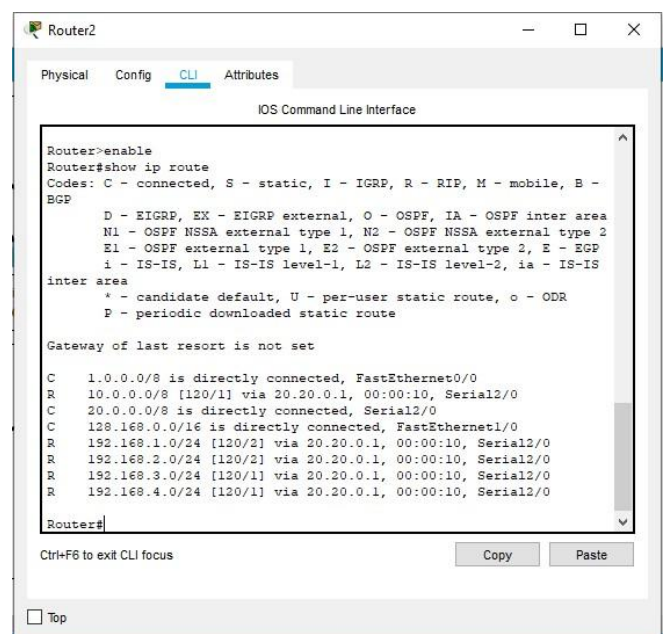 Router2
Physical Config CLI Attributes
IOS Command Line Interface
Router>enable
Router#show ip route
Codes: C - connected, S - static, I - IGRP, R - RIP, M - mobile, B -
BGP
D - EIGRP, EX - EIGRP external, O - OSPF, IA - OSPF inter area
N1 - OSPF NSSA external type 1, N2 - OSPF NSSA external type 2
E1 - OSPF external type 1, E2 - OSPF external type 2, E - EGP
i - IS-IS, L1 - IS-IS level-1, L2 - IS-IS level-2, ia - IS-IS
inter area
* - candidate default, U - per-user static route, o - ODR
P - periodic downloaded static route
Gateway of last resort is not set
C 1.0.0.0/8 is directly connected, FastEthernet0/0
R 10.0.0.0/8 [120/1] via 20.20.0.1, 00:00:10, Serial2/0
C 20.0.0.0/8 is directly connected, Serial2/0
C 128.168.0.0/16 is directly connected, FastEthernet1/0
R 192.168.1.0/24 [120/2] via 20.20.0.1, 00:00:10, Serial2/0
R 192.168.2.0/24 [120/2] via 20.20.0.1, 00:00:10, Serial2/0
R 192.168.3.0/24 [120/1] via 20.20.0.1, 00:00:10, Serial2/0
R 192.168.4.0/24 [120/1] via 20.20.0.1, 00:00:10, Serial2/0
Router#
Ctrl+F6 to exit CLI focus Copy Paste
Top